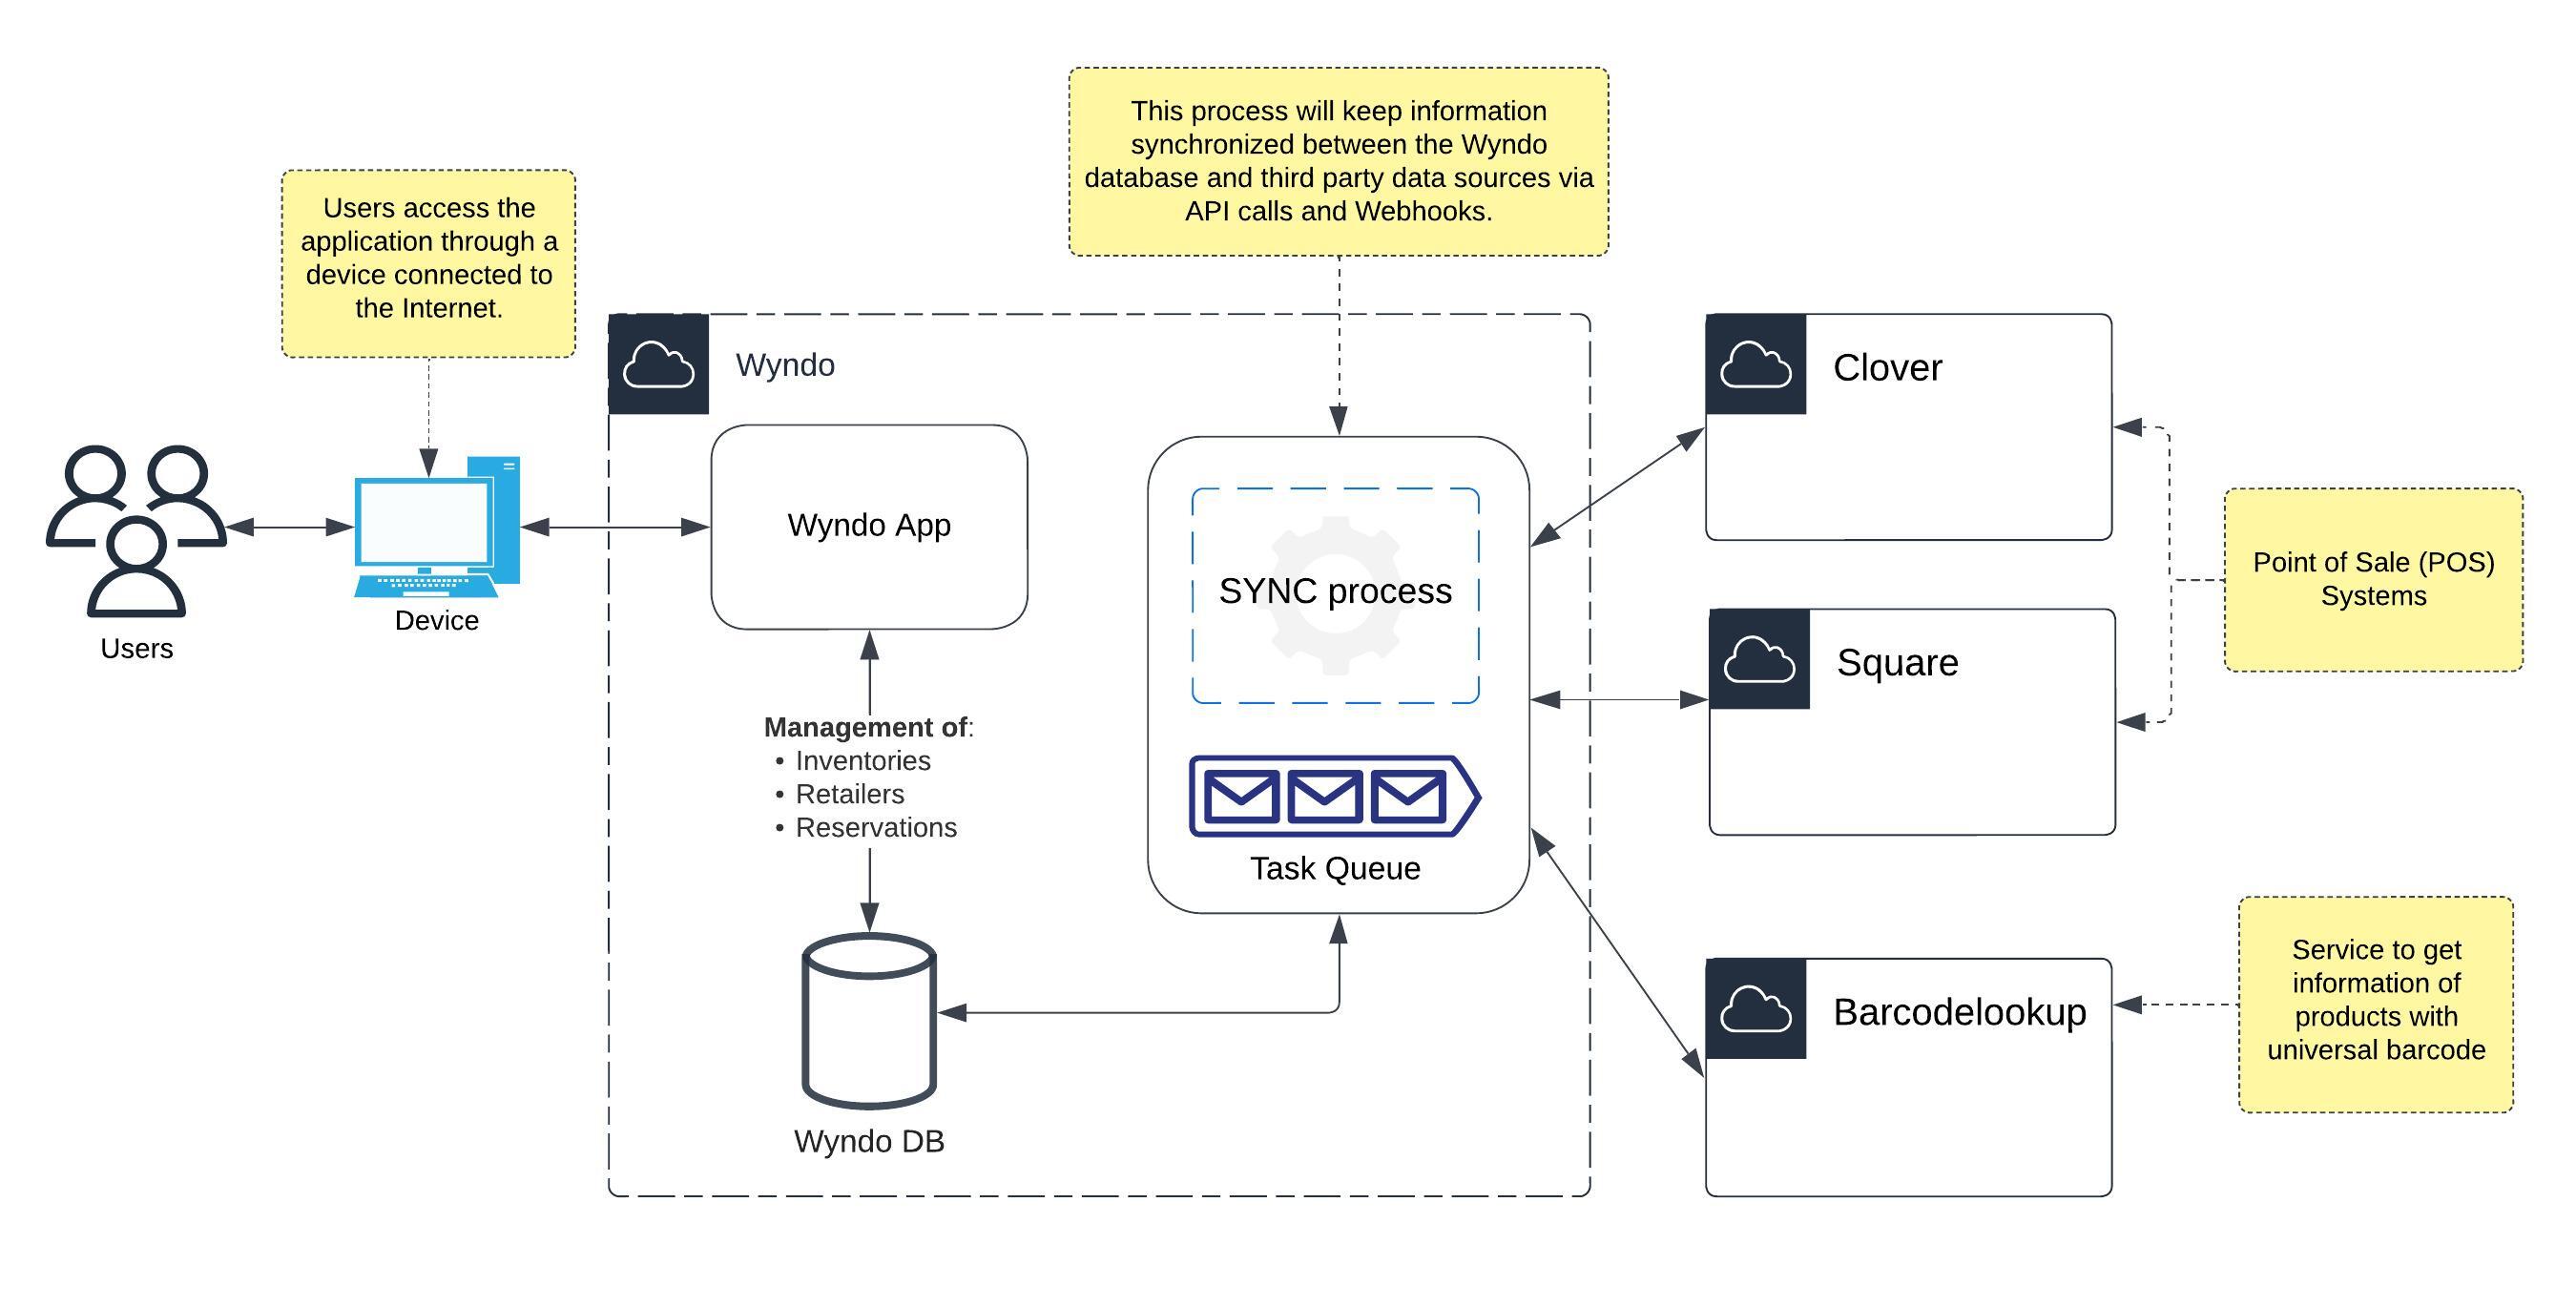 This process will keep information
synchronized between the Wyndo
database and third party data sources via
API calls and Webhooks.
Users access the
application through a
device connected to
the Internet.
Users
Device
Wyndo
Wyndo App
Management of:
• Inventories
• Retailers
• Reservations
Wyndo DB
SYNC process
Task Queue
Clover
Square
Barcodelookup
Point of Sale (POS)
Systems
Service to get
information of
products with
universal barcode